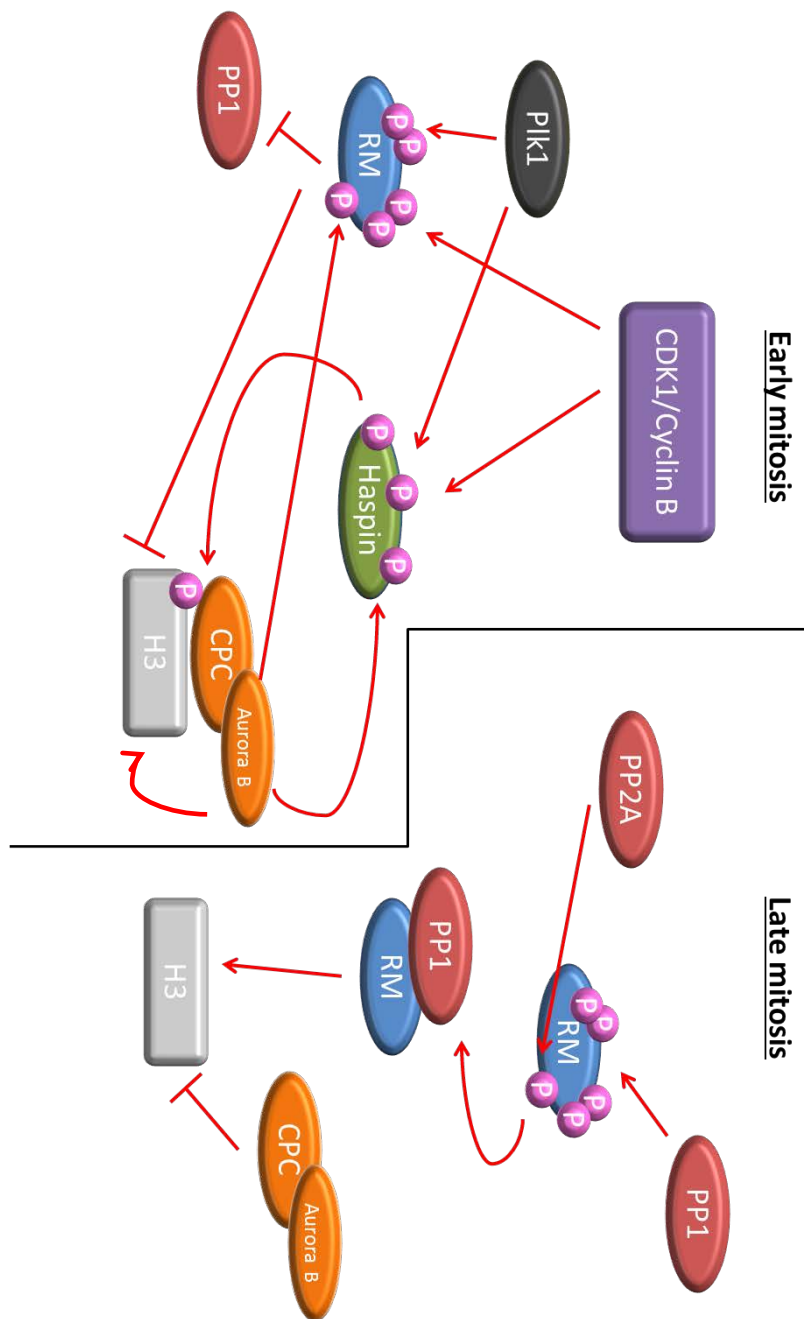 Early mitosis
CDK1/Cyclin B
Plk1
P
P
RM
P
P
P
PP1
P
P
P
Haspin
P
H3
CPC
Aurora B
Late mitosis
PP2A
PP1
P
P
RM
P
P
P
PP1
RM
H3
CPC
Aurora B